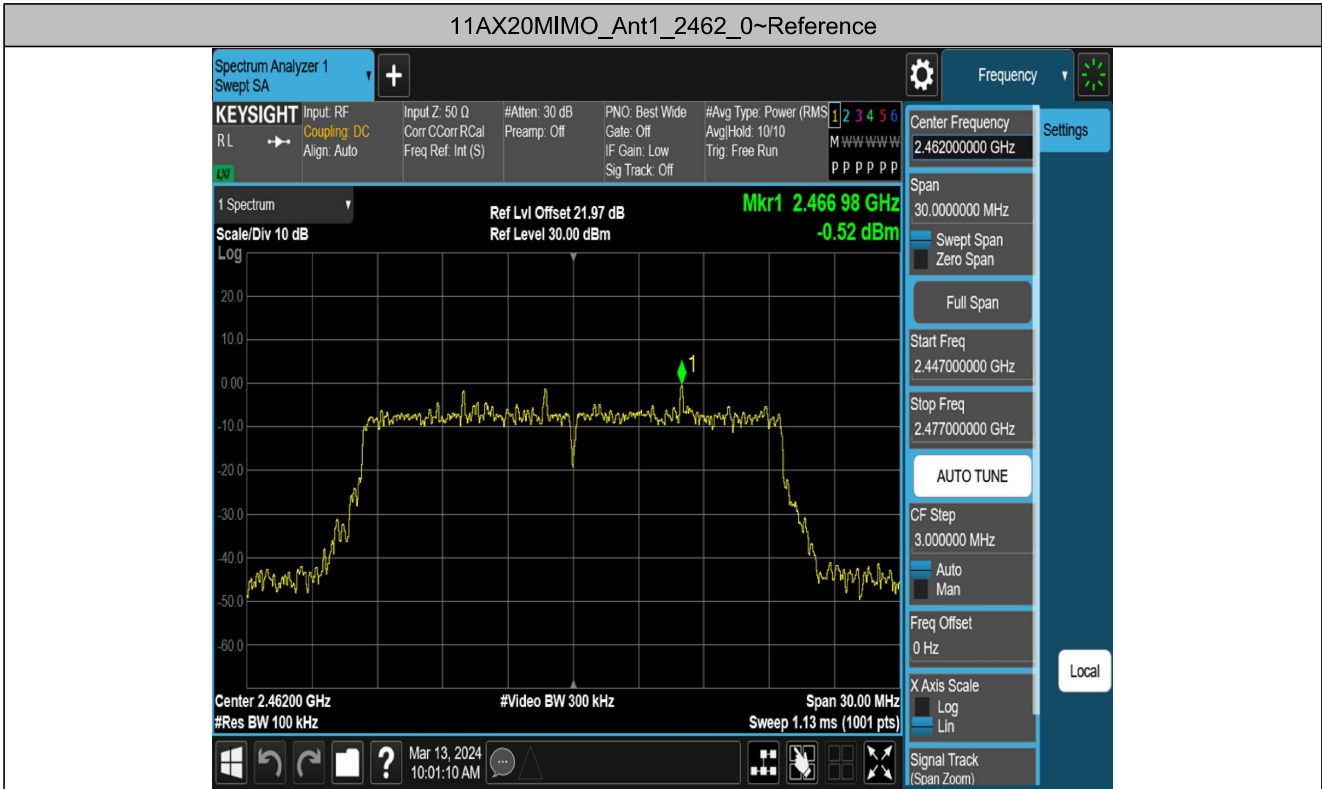 11AX20MIMO_Ant1_2462_0~Reference
Spectrum Analyzer 1
Swept SA
+
Frequency
KEYSIGHT
RL
LXI
Input: RF
Coupling: DC
Align: Auto
Input Z: 50 Ω
Corr CCorr RCal
Freq Ref: Int (S)
#Atten: 30 dB
Preamp: Off
PNO: Best Wide
Gate: Off
IF Gain: Low
Sig Track: Off
#Avg Type: Power (RMS
Avg|Hold: 10/10
Trig: Free Run
1 2 3 4 5 6
M W W W W W
P P P P P P
1 Spectrum
Scale/Div 10 dB
Log
Ref Lvl Offset 21.97 dB
Ref Level 30.00 dBm
Mkr1 2.466 98 GHz
-0.52 dBm
20.0
10.0
0.00
-10.0
-20.0
-30.0
-40.0
-50.0
-60.0
1
Center 2.46200 GHz
#Res BW 100 kHz
#Video BW 300 kHz
Span 30.00 MHz
Sweep 1.13 ms (1001 pts)
Center Frequency
2.462000000 GHz
Settings
Span
30.0000000 MHz
Swept Span
Zero Span
Full Span
Start Freq
2.447000000 GHz
Stop Freq
2.477000000 GHz
AUTO TUNE
CF Step
3.000000 MHz
Auto
Man
Freq Offset
0 Hz
X Axis Scale
Log
Lin
Signal Track
(Span Zoom)
Local
?
Mar 13, 2024
10:01:10 AM